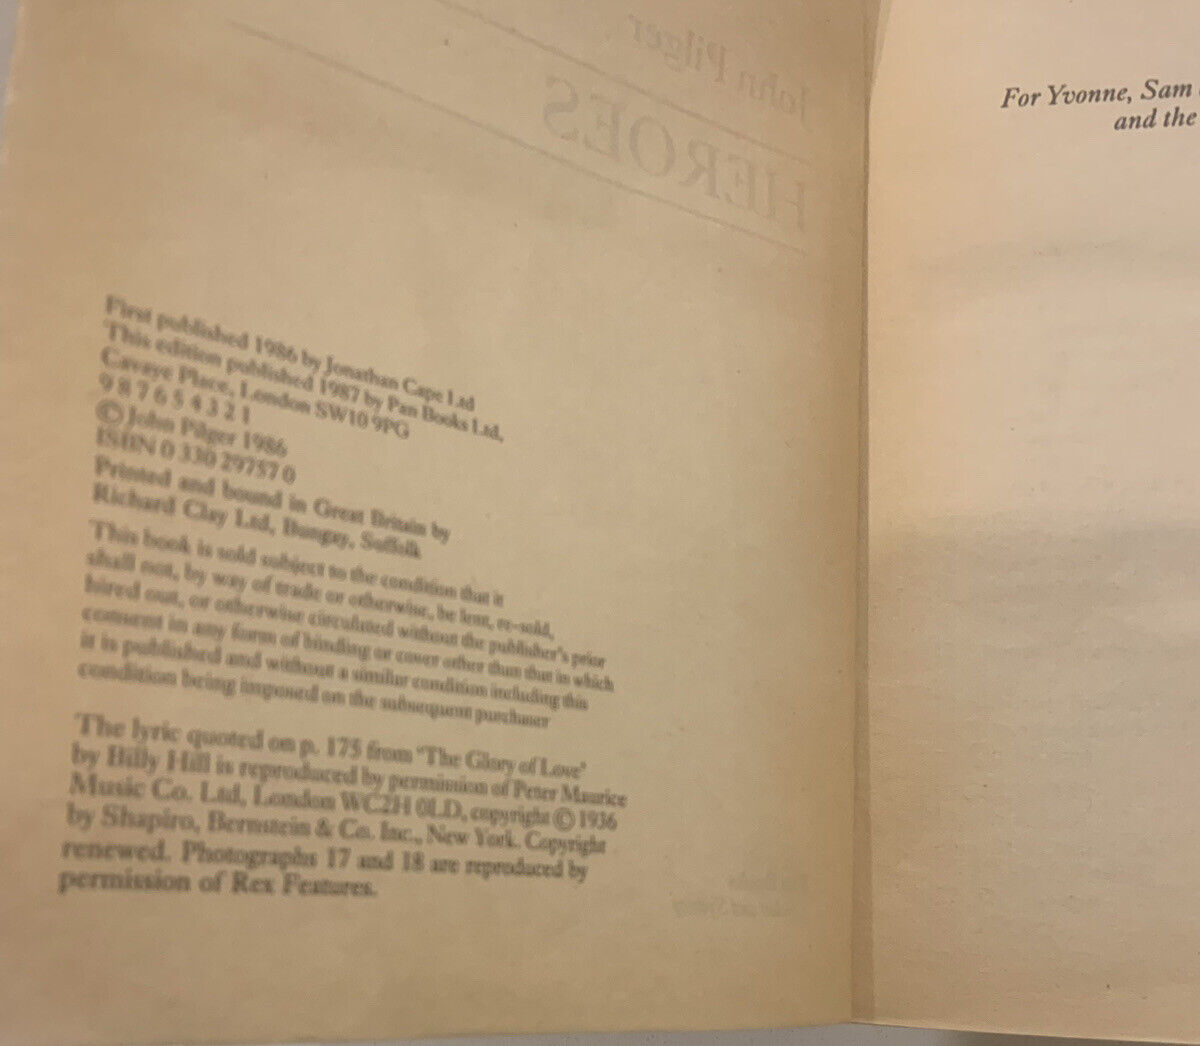 John Pilger
HEROES
First published 1986 by Jonathan Cape Ltd
This edition published 1987 by Pan Books Ltd,
Cavaye Place, London SW10 9PG
9 8 7 6 5 4 3 2 1
© John Pilger 1986
ISBN 0 330 29757 0
Printed and bound in Great Britain by
Richard Clay Ltd, Bungay, Suffolk
This book is sold subject to the condition that it
shall not, by way of trade or otherwise, be lent, re-sold,
hired out, or otherwise circulated without the publisher's prior
consent in any form of binding or cover other than that in which
it is published and without a similar condition including this
condition being imposed on the subsequent purchaser
The lyric quoted on p. 175 from 'The Glory of Love'
by Billy Hill is reproduced by permission of Peter Maurice
Music Co. Ltd, London WC2H 0LD, copyright © 1936
by Shapiro, Bernstein & Co. Inc., New York. Copyright
renewed. Photographs 17 and 18 are reproduced by
permission of Rex Features.
Books
and Sydney
For Yvonne, Sam
and the